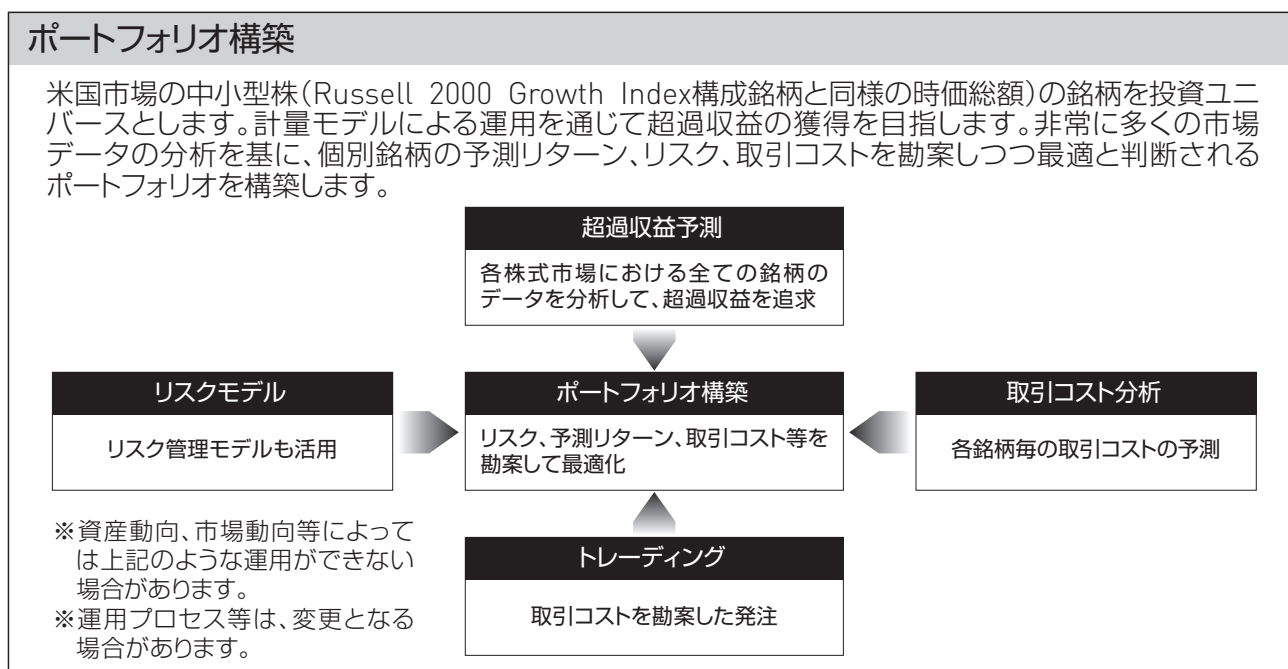 ポートフォリオ構築
米国市場の中小型株(Russell 2000 Growth Index構成銘柄と同様の時価総額)の銘柄を投資ユニ
バースとします。計量モデルによる運用を通じて超過収益の獲得を目指します。非常に多くの市場
データの分析を基に、個別銘柄の予測リターン、リスク、取引コストを勘案しつつ最適と判断される
ポートフォリオを構築します。
超過収益予測
各株式市場における全ての銘柄の
データを分析して、超過収益を追求
リスクモデル
リスク管理モデルも活用
ポートフォリオ構築
リスク、予測リターン、取引コスト等を
勘案して最適化
取引コスト分析
各銘柄毎の取引コストの予測
トレーディング
取引コストを勘案した発注
※資産動向、市場動向等によって
は上記のような運用ができない
場合があります。
※運用プロセス等は、変更となる
場合があります。